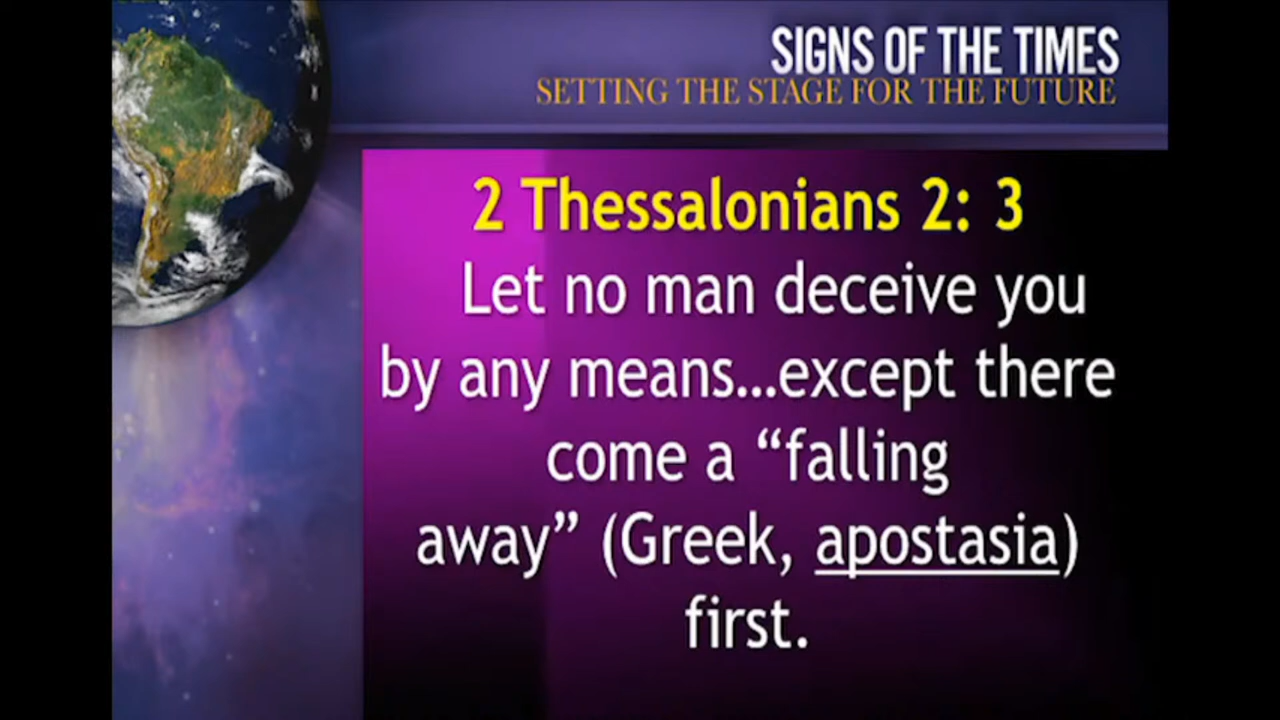 SIGNS OF THE TIMES
SETTING THE STAGE FOR THE FUTURE
2 Thessalonians 2: 3
Let no man deceive you
by any means...except there
come a “falling
away” (Greek, apostasia)
first.